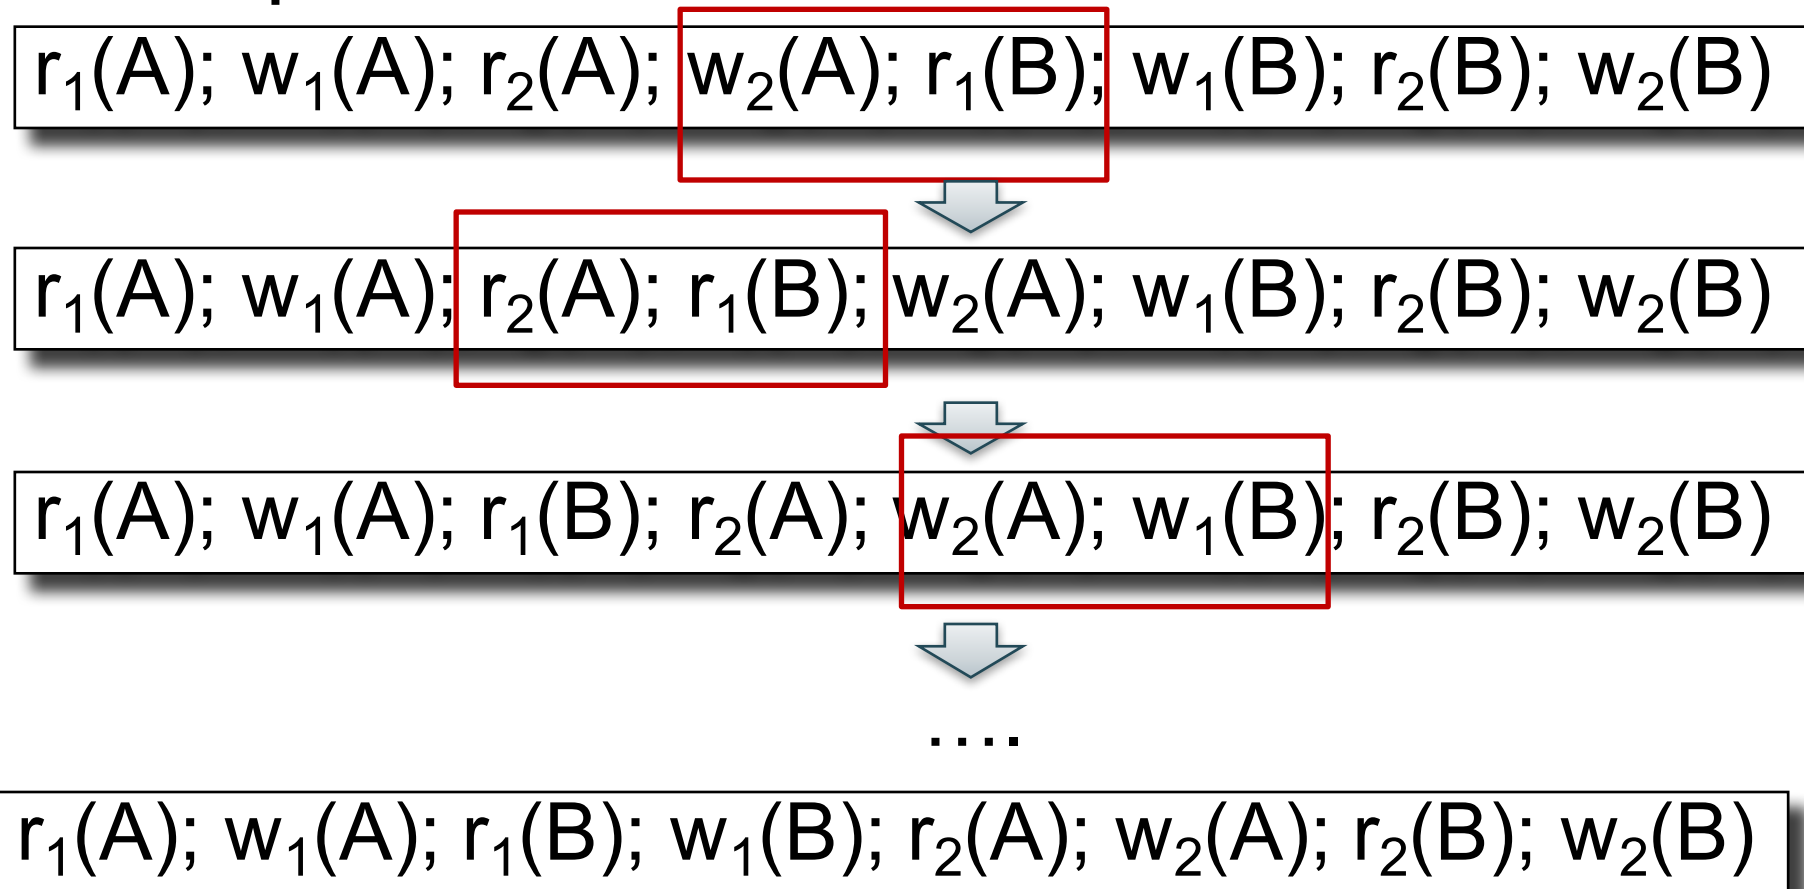 r₁(A); w₁(A); r₂(A); w₂(A); r₁(B); w₁(B); r₂(B); w₂(B)
r₁(A); w₁(A); r₂(A); r₁(B); w₂(A); w₁(B); r₂(B); w₂(B)
r₁(A); w₁(A); r₁(B); r₂(A); w₂(A); w₁(B); r₂(B); w₂(B)
....
r₁(A); w₁(A); r₁(B); w₁(B); r₂(A); w₂(A); r₂(B); w₂(B)